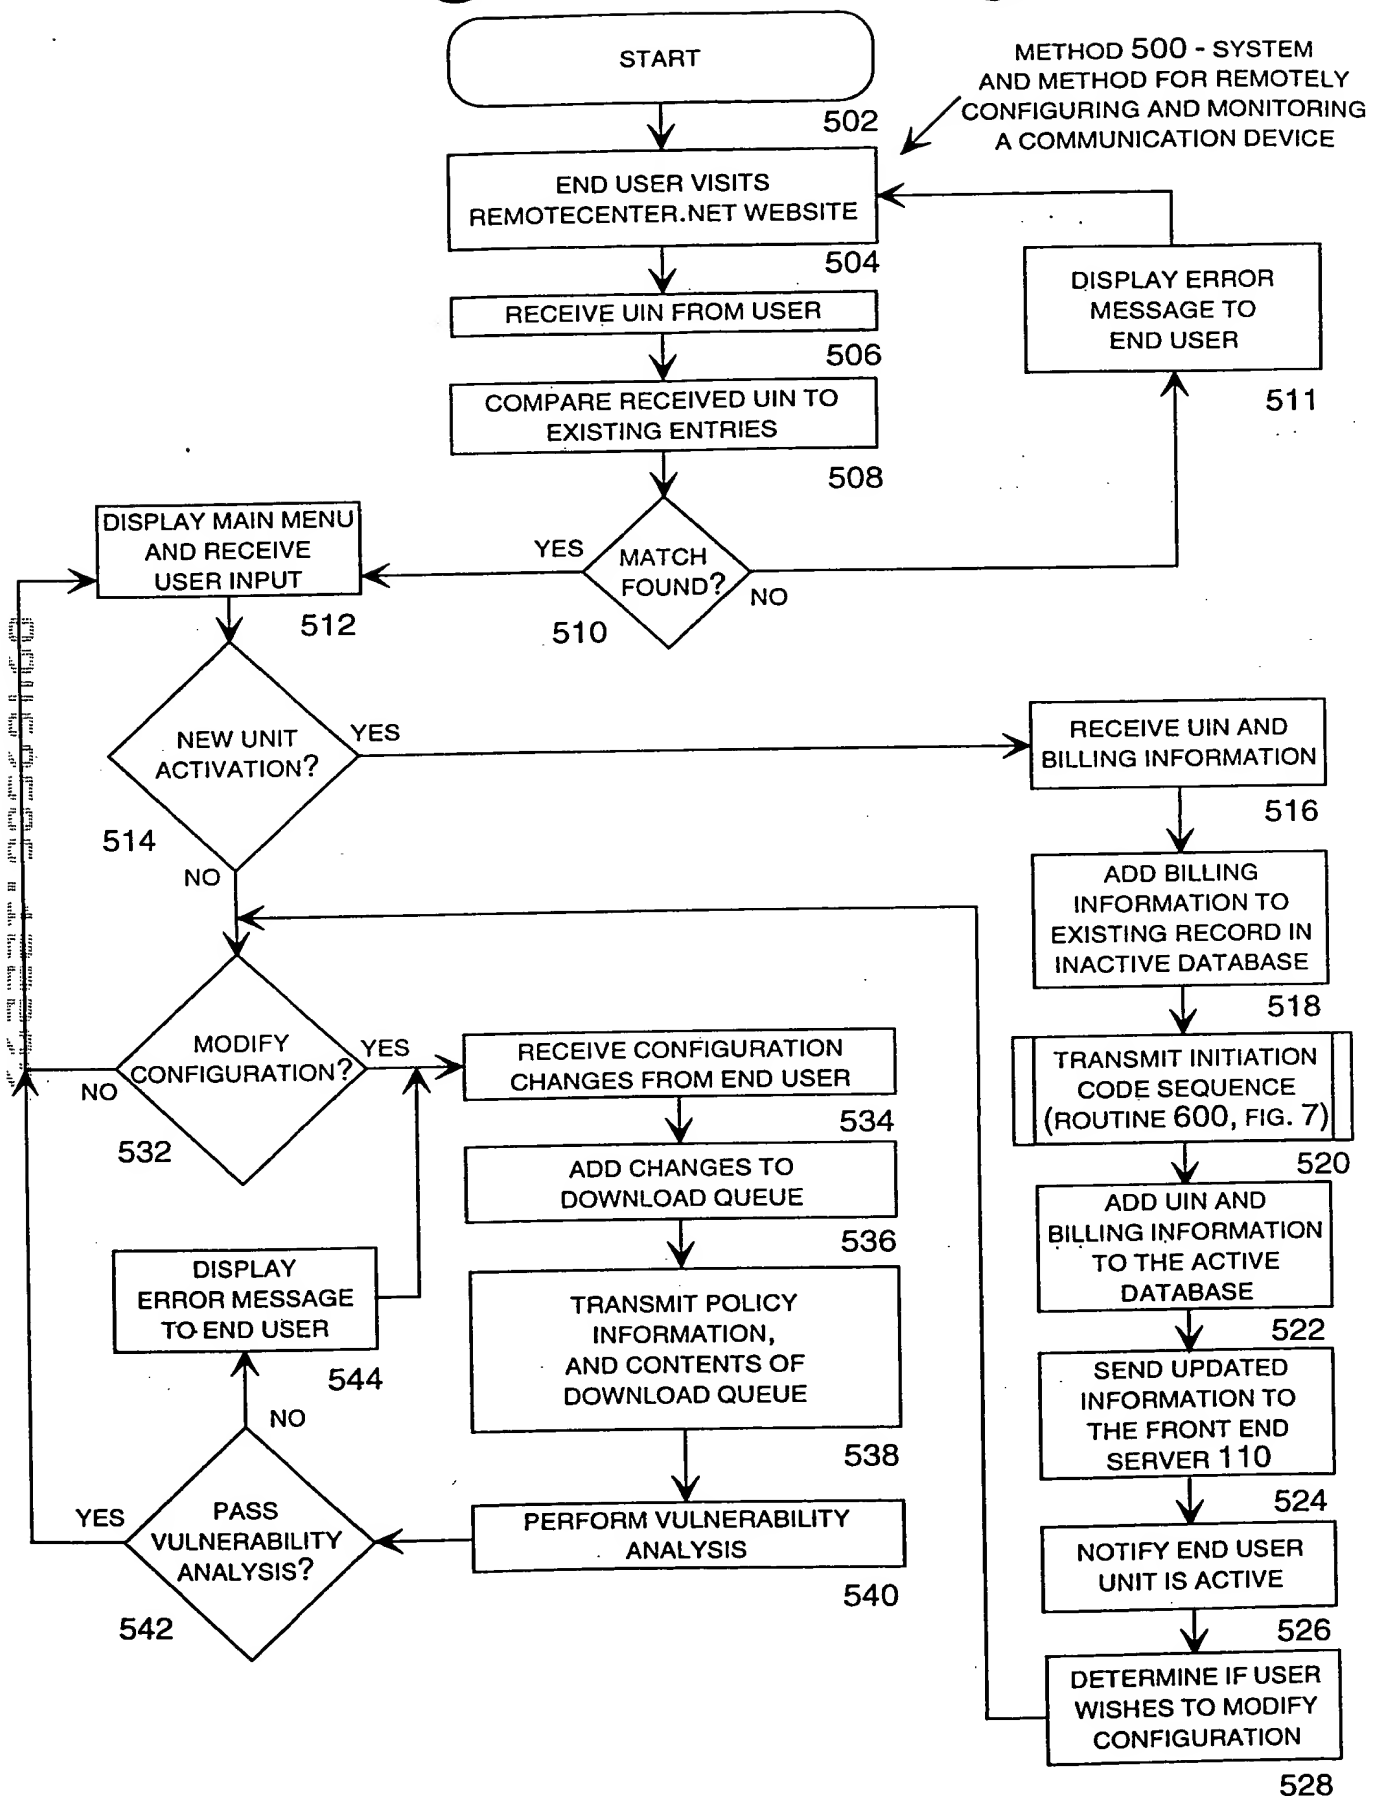 START
METHOD 500 - SYSTEM
AND METHOD FOR REMOTELY
CONFIGURING AND MONITORING
A COMMUNICATION DEVICE
502
END USER VISITS
REMOTECENTER.NET WEBSITE
504
RECEIVE UIN FROM USER
506
COMPARE RECEIVED UIN TO
EXISTING ENTRIES
508
DISPLAY ERROR
MESSAGE TO
END USER
511
MATCH
FOUND?
YES
NO
510
DISPLAY MAIN MENU
AND RECEIVE
USER INPUT
512
NEW UNIT
ACTIVATION?
YES
514
NO
RECEIVE UIN AND
BILLING INFORMATION
516
ADD BILLING
INFORMATION TO
EXISTING RECORD IN
INACTIVE DATABASE
518
TRANSMIT INITIATION
CODE SEQUENCE
(ROUTINE 600, FIG. 7)
520
ADD UIN AND
BILLING INFORMATION
TO THE ACTIVE
DATABASE
522
SEND UPDATED
INFORMATION TO
THE FRONT END
SERVER 110
524
NOTIFY END USER
UNIT IS ACTIVE
526
DETERMINE IF USER
WISHES TO MODIFY
CONFIGURATION
528
MODIFY
CONFIGURATION?
YES
NO
532
RECEIVE CONFIGURATION
CHANGES FROM END USER
534
ADD CHANGES TO
DOWNLOAD QUEUE
536
TRANSMIT POLICY
INFORMATION,
AND CONTENTS OF
DOWNLOAD QUEUE
538
PERFORM VULNERABILITY
ANALYSIS
540
PASS
VULNERABILITY
ANALYSIS?
YES
NO
542
DISPLAY
ERROR MESSAGE
TO END USER
544